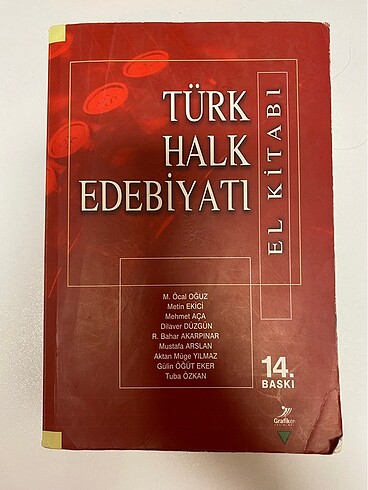 TÜRK
HALK
EDEBİYATI
EL KİTABI
M. Öcal OĞUZ
Metin EKİCİ
Mehmet AÇA
Dilaver DÜZGÜN
R. Bahar AKARPINAR
Mustafa ARSLAN
Aktan Müge YILMAZ
Gülin ÖĞÜT EKER
Tuba ÖZKAN
14.
BASKI
Grafiker